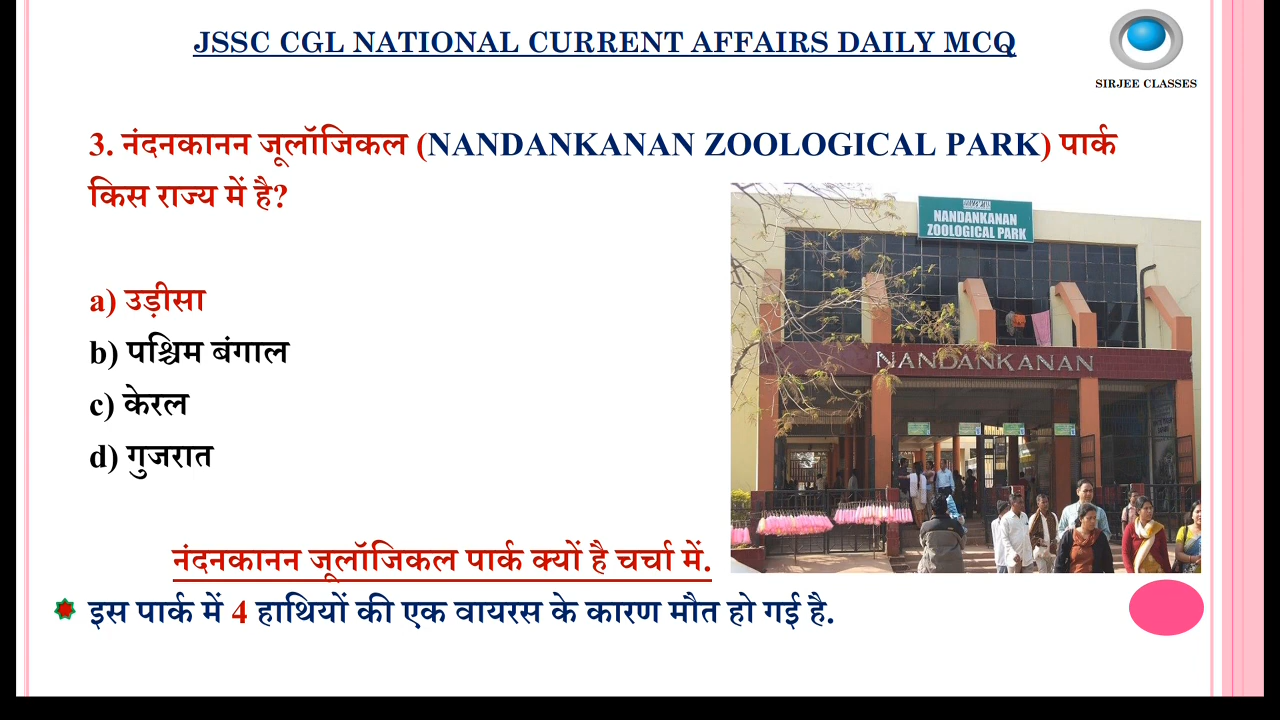 JSSC CGL NATIONAL CURRENT AFFAIRS DAILY MCQ
SIRJEE CLASSES
3. नंदनकानन जूलॉजिकल (NANDANKANAN ZOOLOGICAL PARK) पार्क
किस राज्य में है?
a) उड़ीसा
b) पश्चिम बंगाल
c) केरल
d) गुजरात
NANDANKANAN
ZOOLOGICAL PARK
NANDANKANAN
नंदनकानन जूलॉजिकल पार्क क्यों है चर्चा में.
इस पार्क में 4 हाथियों की एक वायरस के कारण मौत हो गई है.